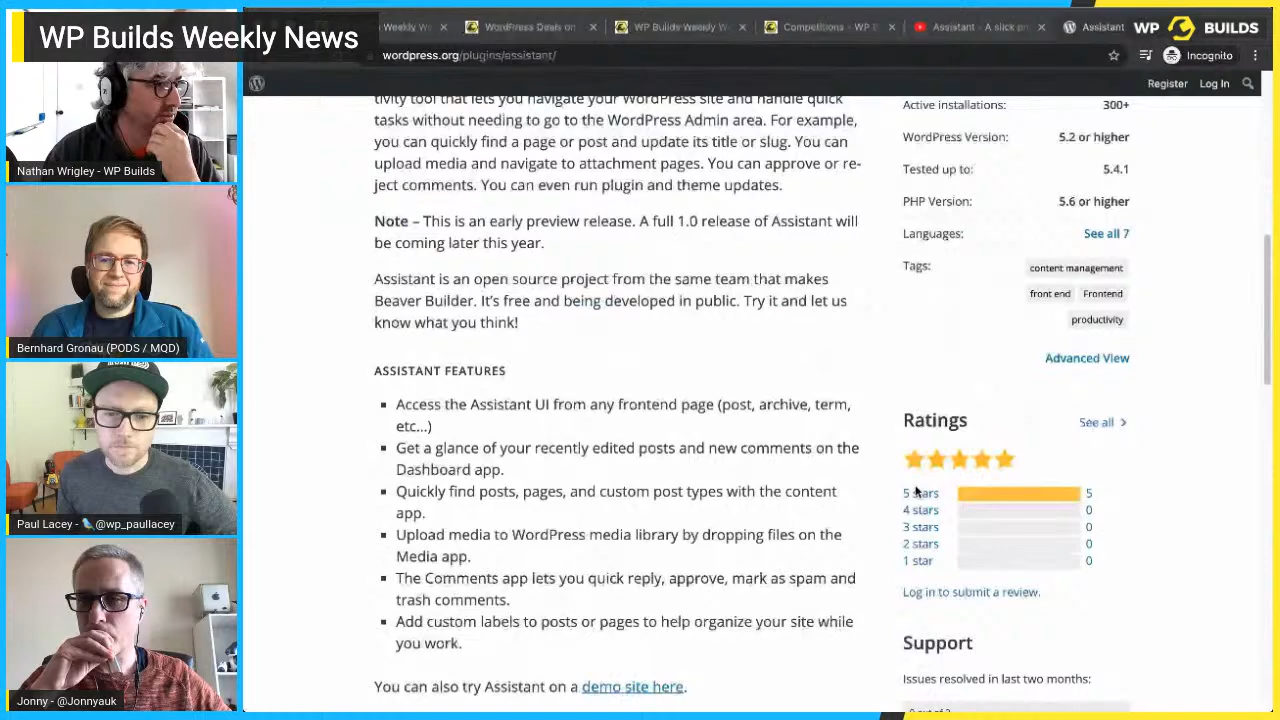 WP Builds Weekly News
Nathan Wrigley - WP Builds
Bernhard Gronau (PODS / MQD)
Paul Lacey - 🐦@wp_paullacey
Jonny - @Jonnyauk
Weekly W
WordPress Deals on
WP Builds Weekly W
Competitions - WP
Assistant - A slick pr
Assistant
WP BUILDS
wordpress.org/plugins/assistant/
Incognito
Register
Log In
tivity tool that lets you navigate your WordPress site and handle quick
tasks without needing to go to the WordPress Admin area. For example,
you can quickly find a page or post and update its title or slug. You can
upload media and navigate to attachment pages. You can approve or re-
ject comments. You can even run plugin and theme updates.
Note – This is an early preview release. A full 1.0 release of Assistant will
be coming later this year.
Assistant is an open source project from the same team that makes
Beaver Builder. It's free and being developed in public. Try it and let us
know what you think!
ASSISTANT FEATURES
Access the Assistant UI from any frontend page (post, archive, term,
etc...)
Get a glance of your recently edited posts and new comments on the
Dashboard app.
Quickly find posts, pages, and custom post types with the content
app.
Upload media to WordPress media library by dropping files on the
Media app.
The Comments app lets you quick reply, approve, mark as spam and
trash comments.
Add custom labels to posts or pages to help organize your site while
you work.
You can also try Assistant on a demo site here.
Active installations: 300+
WordPress Version: 5.2 or higher
Tested up to: 5.4.1
PHP Version: 5.6 or higher
Languages: See all 7
Tags: content management
front end Frontend
productivity
Advanced View
Ratings See all
5 stars 5
4 stars 0
3 stars 0
2 stars 0
1 star 0
Log in to submit a review.
Support
Issues resolved in last two months: